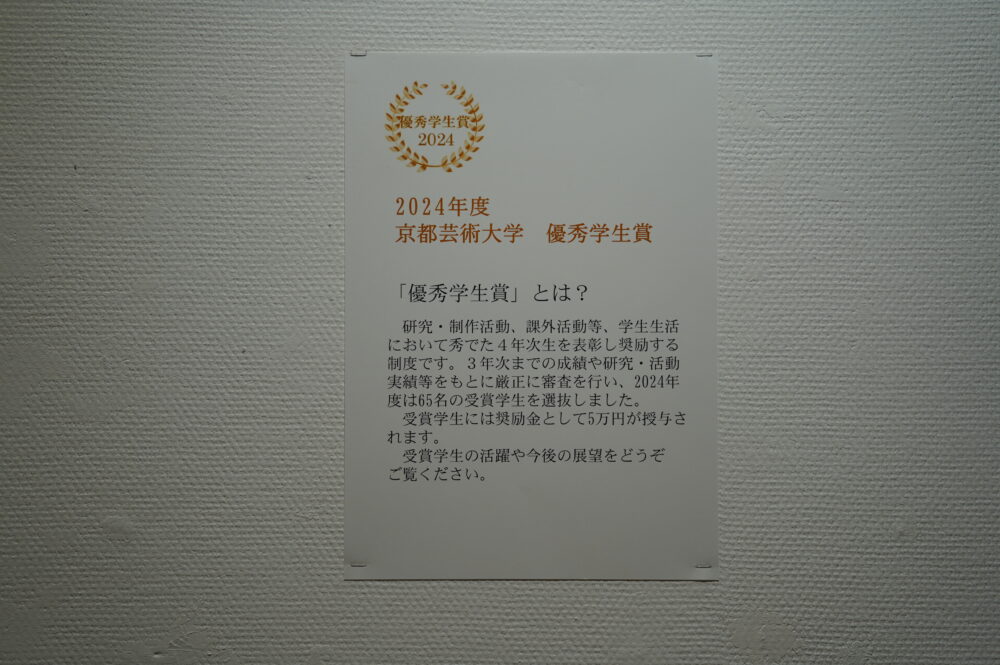 優秀学生賞
2024
2024年度
京都芸術大学　優秀学生賞
「優秀学生賞」とは？
　研究・制作活動、課外活動等、学生生活
において秀でた４年次生を表彰し奨励する
制度です。３年次までの成績や研究・活動
実績等をもとに厳正に審査を行い、2024年
度は65名の受賞学生を選抜しました。
　受賞学生には奨励金として5万円が授与さ
れます。
　受賞学生の活躍や今後の展望をどうぞ
ご覧ください。